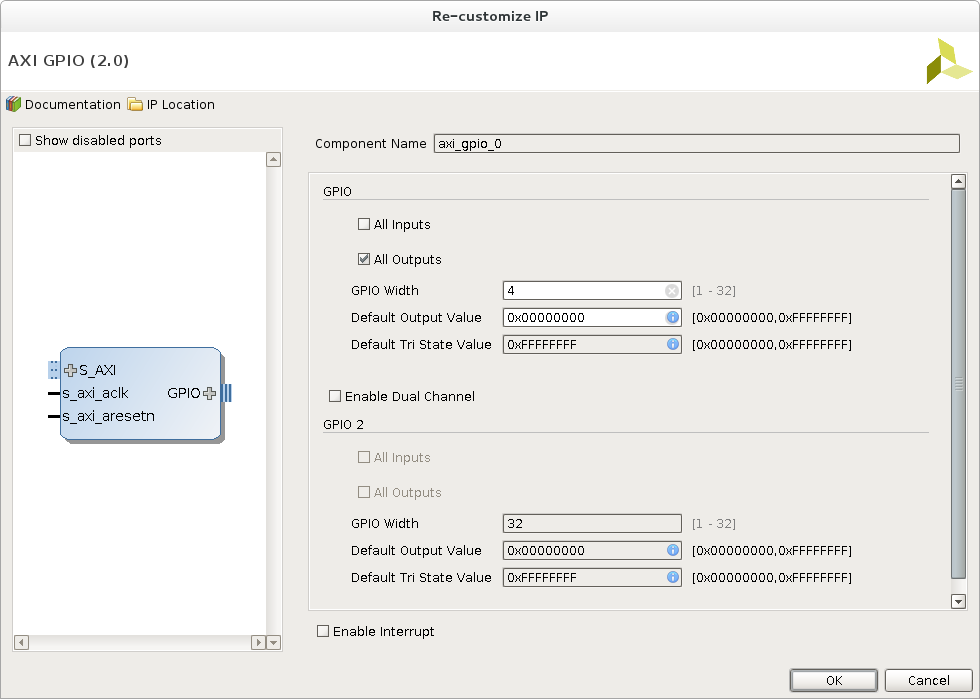 Re-customize IP
AXI GPIO (2.0)
Documentation IP Location
Show disabled ports
S_AXI
s_axi_aclk GPIO
s_axi_aresetn
Component Name axi_gpio_0
GPIO
All Inputs
All Outputs
GPIO Width 4 [1 - 32]
Default Output Value 0x00000000 [0x00000000,0xFFFFFFFF]
Default Tri State Value 0xFFFFFFFF [0x00000000,0xFFFFFFFF]
Enable Dual Channel
GPIO 2
All Inputs
All Outputs
GPIO Width 32 [1 - 32]
Default Output Value 0x00000000 [0x00000000,0xFFFFFFFF]
Default Tri State Value 0xFFFFFFFF [0x00000000,0xFFFFFFFF]
Enable Interrupt
OK Cancel